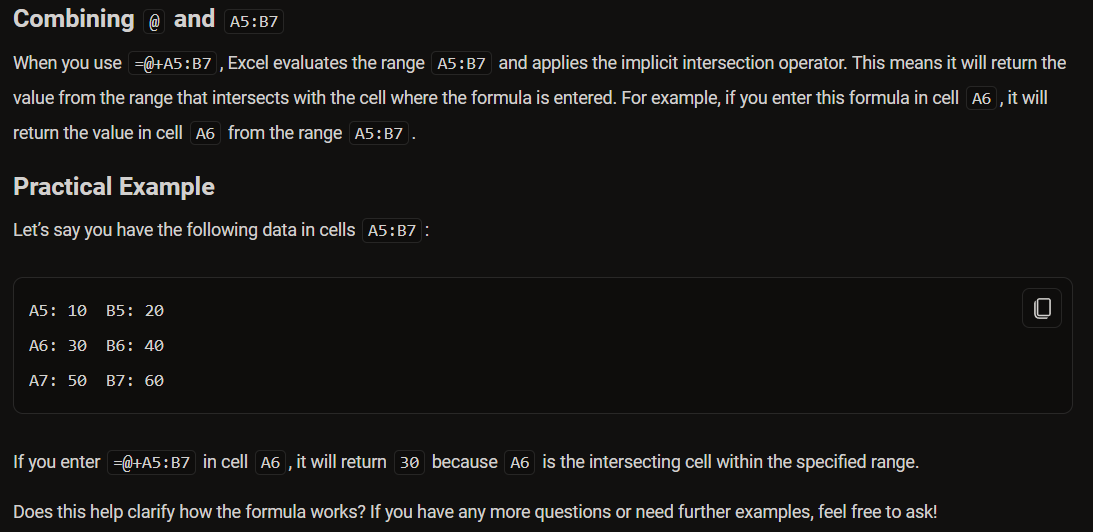 Combining @ and A5:B7
When you use =@+A5:B7, Excel evaluates the range A5:B7 and applies the implicit intersection operator. This means it will return the
value from the range that intersects with the cell where the formula is entered. For example, if you enter this formula in cell A6, it will
return the value in cell A6 from the range A5:B7.
Practical Example
Let’s say you have the following data in cells A5:B7:
A5: 10  B5: 20
A6: 30  B6: 40
A7: 50  B7: 60
If you enter =@+A5:B7 in cell A6, it will return 30 because A6 is the intersecting cell within the specified range.
Does this help clarify how the formula works? If you have any more questions or need further examples, feel free to ask!